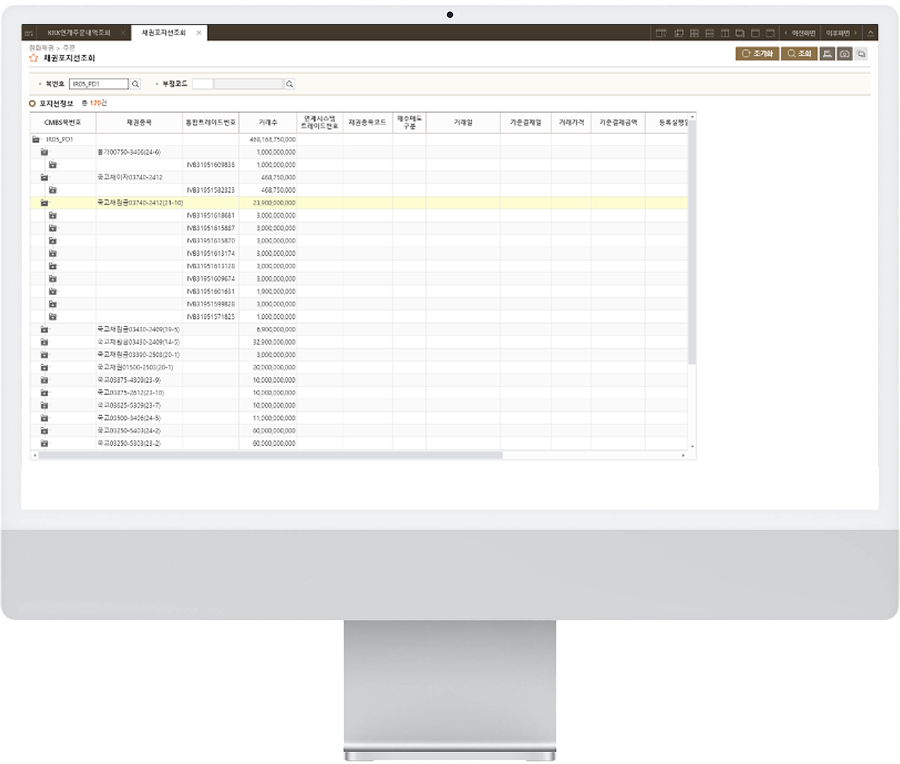 KRX연계주문내역조회 × 채권포지션조회 × 이전화면 이후화면
원화채권 > 주문
채권포지션조회 초기화 조회
북번호 IR05_PD1 부점코드
포지션정보 총 120건
CMBS북번호 채권종목 통합트레이드번호 거래수 연계시스템 트레이드번호 채권종목코드 매수매도 구분 거래일 기준결제일 거래가격 기준결제금액 등록실행일
IR05_PD1 468,168,750,000
물가00750-3406(24-6) 1,000,000,000
IVB31951609838 1,000,000,000
국고채이자03740-2412 468,750,000
IVB31951582323 468,750,000
국고채원금03740-2412(21-10) 23,900,000,000
IVB31951618681 3,000,000,000
IVB31951615887 3,000,000,000
IVB31951615870 3,000,000,000
IVB31951613174 3,000,000,000
IVB31951613128 3,000,000,000
IVB31951609674 3,000,000,000
IVB31951601631 1,900,000,000
IVB31951599828 3,000,000,000
IVB31951571825 1,000,000,000
국고채원금03430-2409(19-5) 6,900,000,000
국고채원금03430-2409(14-5) 32,900,000,000
국고채원금03390-2503(20-1) 3,000,000,000
국고채권01500-2503(20-1) 20,000,000,000
국고03875-4309(23-9) 10,000,000,000
국고03875-2612(23-10) 10,000,000,000
국고03625-5309(23-7) 10,000,000,000
국고03500-3406(24-5) 11,000,000,000
국고03250-5403(24-2) 60,000,000,000
국고03250-5303(23-2) 60,000,000,000